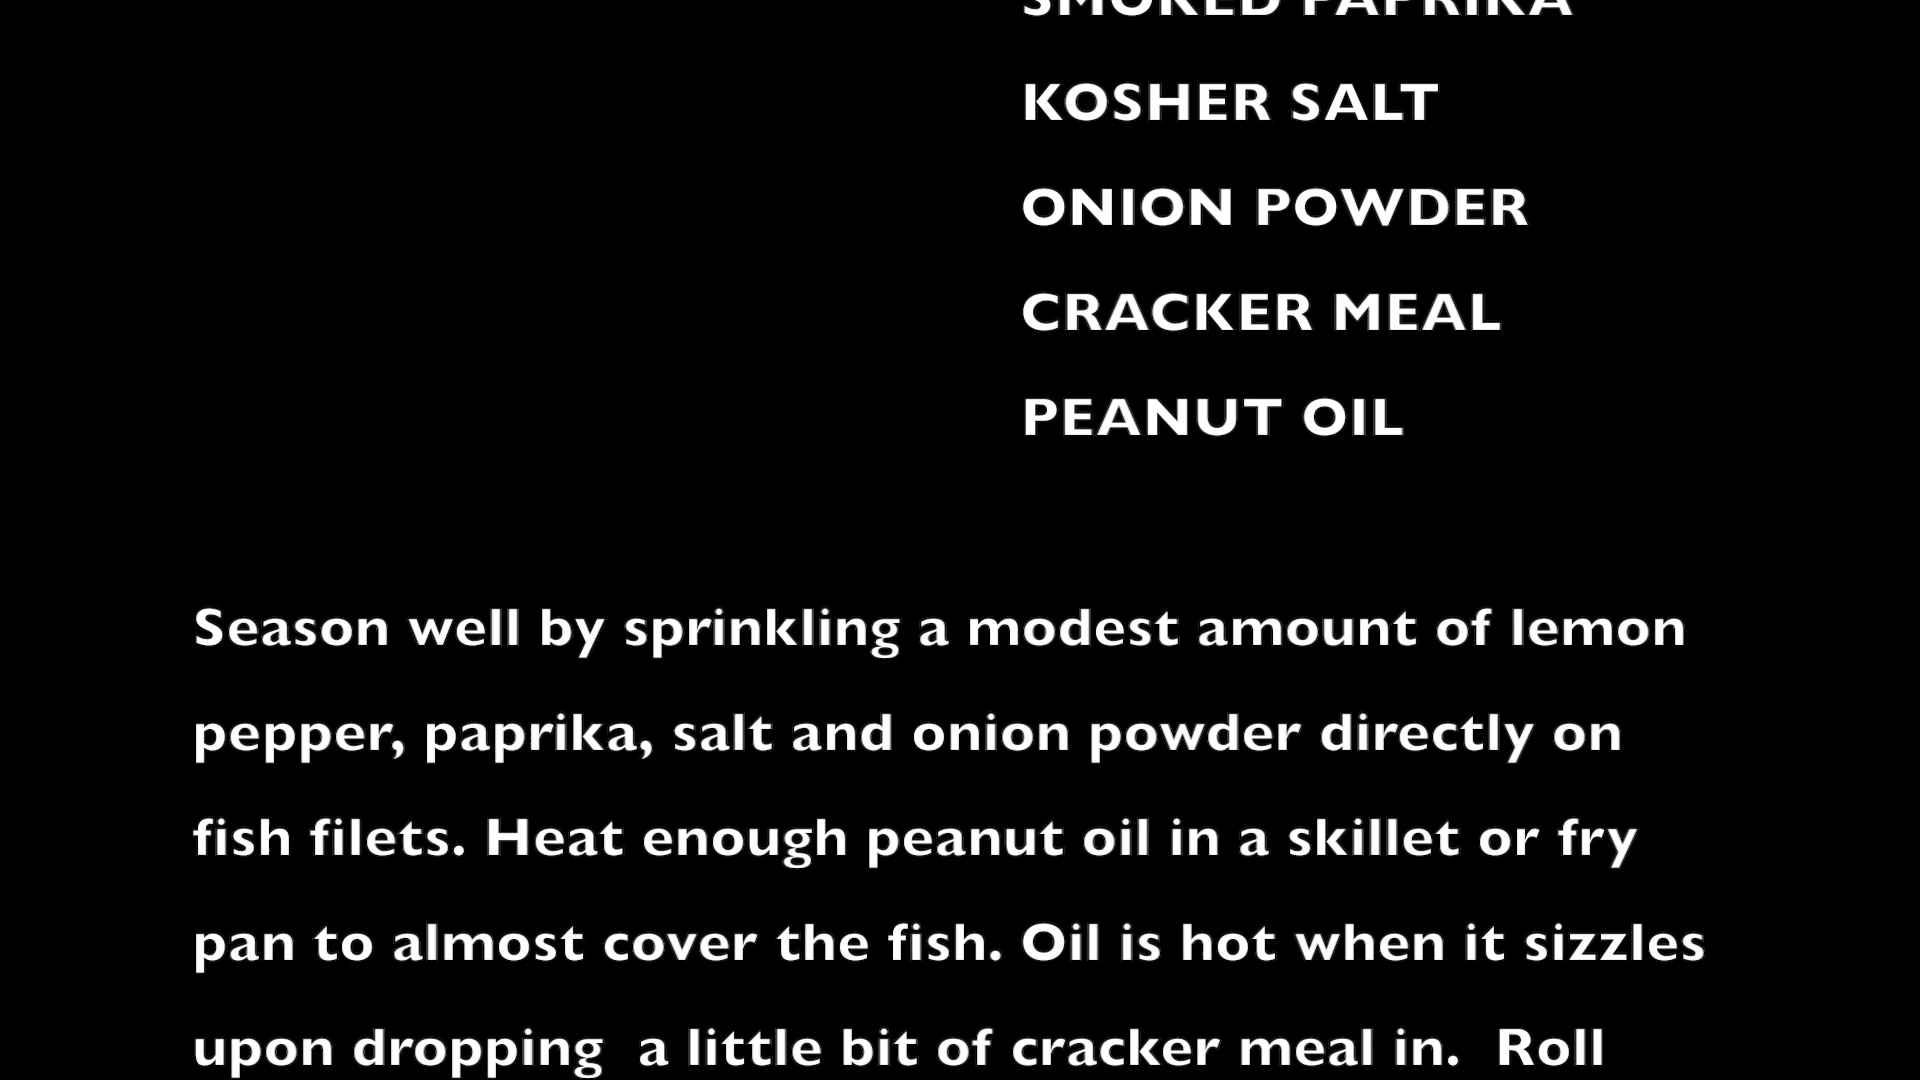 SMOKED PAPRIKA
KOSHER SALT
ONION POWDER
CRACKER MEAL
PEANUT OIL
Season well by sprinkling a modest amount of lemon
pepper, paprika, salt and onion powder directly on
fish filets. Heat enough peanut oil in a skillet or fry
pan to almost cover the fish. Oil is hot when it sizzles
upon dropping  a little bit of cracker meal in.  Roll